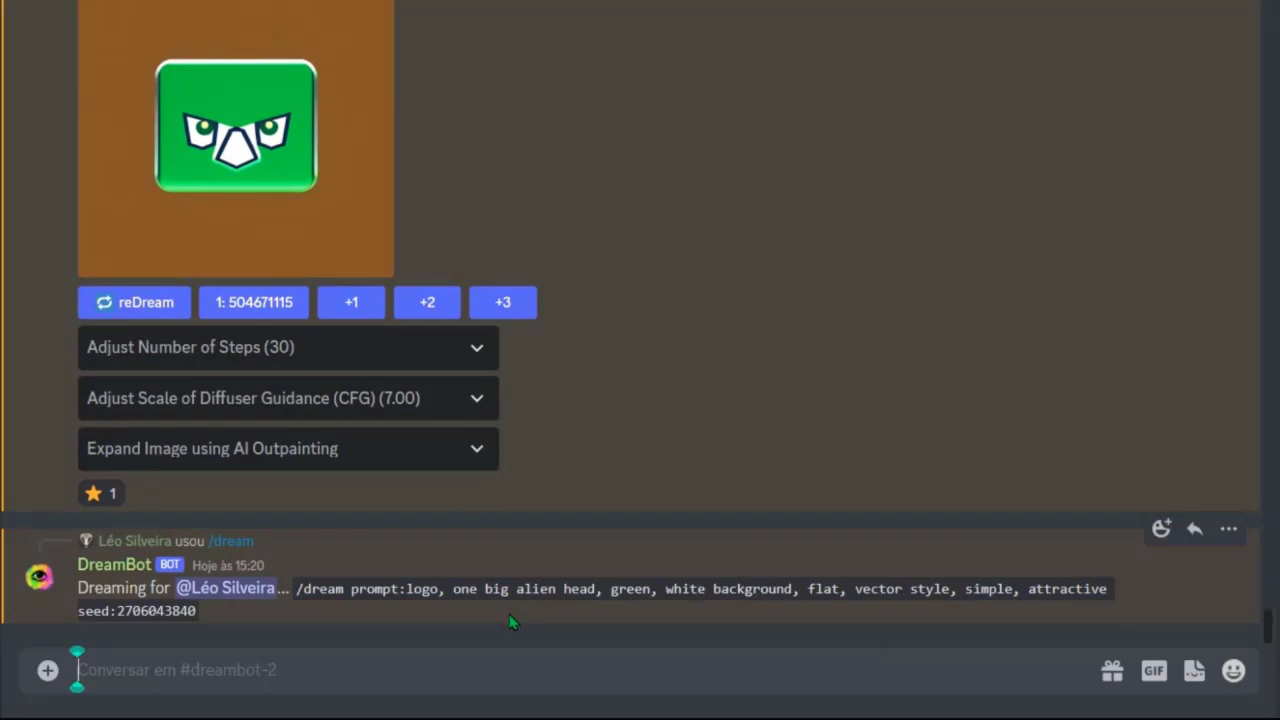 reDream
1: 504671115
+1
+2
+3
Adjust Number of Steps (30)
Adjust Scale of Diffuser Guidance (CFG) (7.00)
Expand Image using AI Outpainting
1
Léo Silveira usou /dream
DreamBot BOT Hoje às 15:20
Dreaming for @Léo Silveira... /dream prompt:logo, one big alien head, green, white background, flat, vector style, simple, attractive
seed:2706043840
Conversar em #dreambot-2
GIF